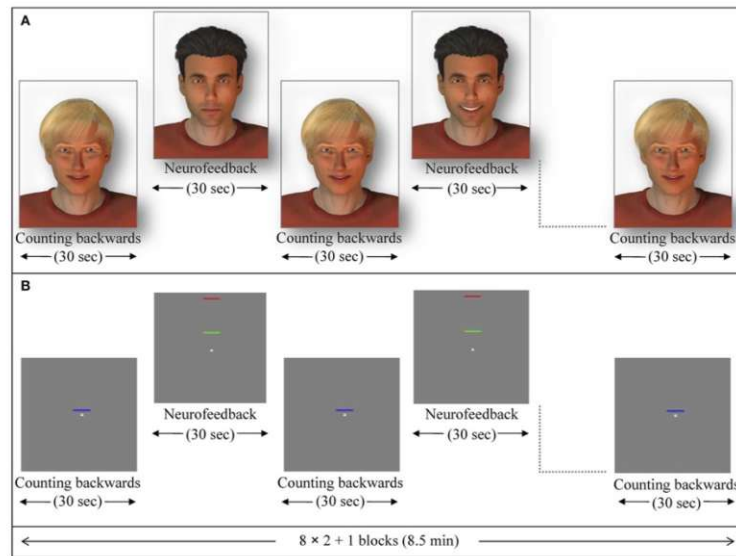 A
Neurofeedback
(30 sec)
Neurofeedback
(30 sec)
Counting backwards
(30 sec)
Counting backwards
(30 sec)
Counting backwards
(30 sec)
B
Neurofeedback
(30 sec)
Neurofeedback
(30 sec)
Counting backwards
(30 sec)
Counting backwards
(30 sec)
Counting backwards
(30 sec)
8 × 2 + 1 blocks (8.5 min)